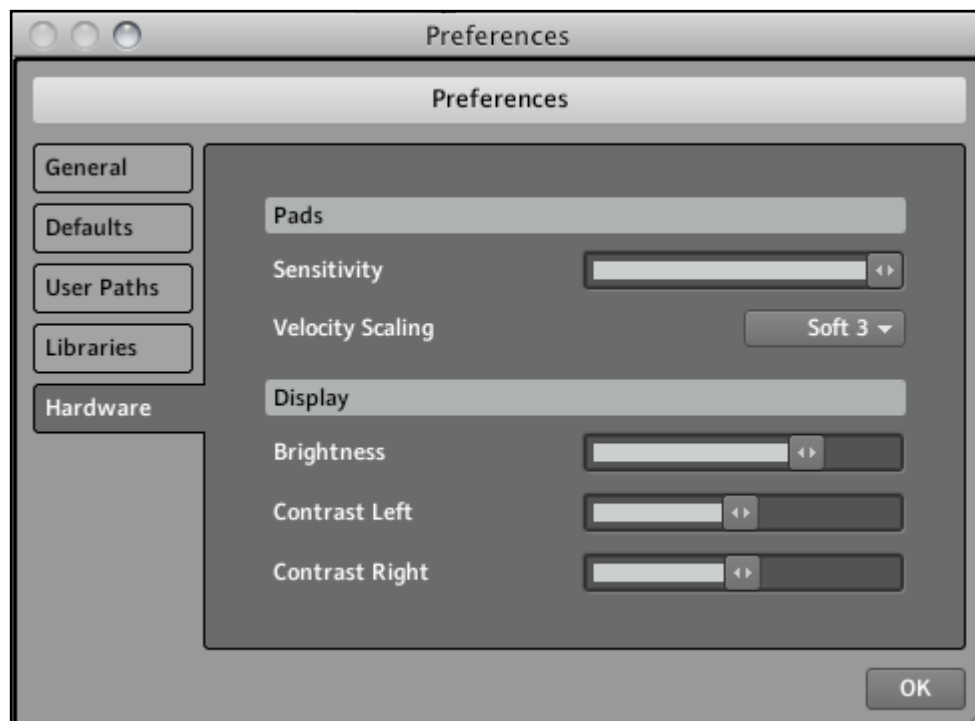 Preferences
Preferences
General
Defaults
User Paths
Libraries
Hardware
Pads
Sensitivity
Velocity Scaling
Soft 3
Display
Brightness
Contrast Left
Contrast Right
OK